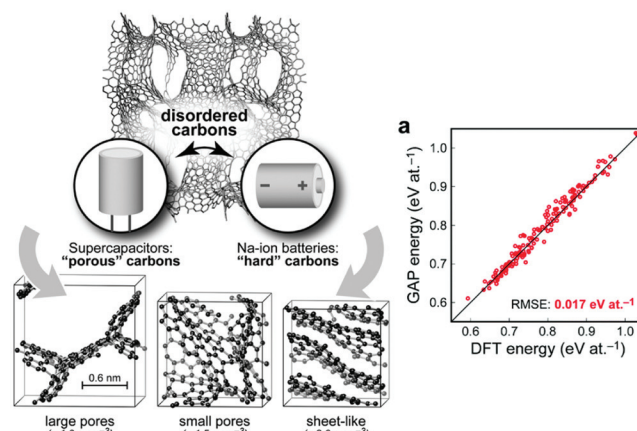 disordered
carbons
Supercapacitors:
"porous" carbons
Na-ion batteries:
"hard" carbons
0.6 nm
large pores
small pores
sheet-like
a
GAP energy (eV at.⁻¹)
1.0
0.9
0.8
0.7
0.6
RMSE: 0.017 eV at.⁻¹
0.6 0.7 0.8 0.9 1.0
DFT energy (eV at.⁻¹)